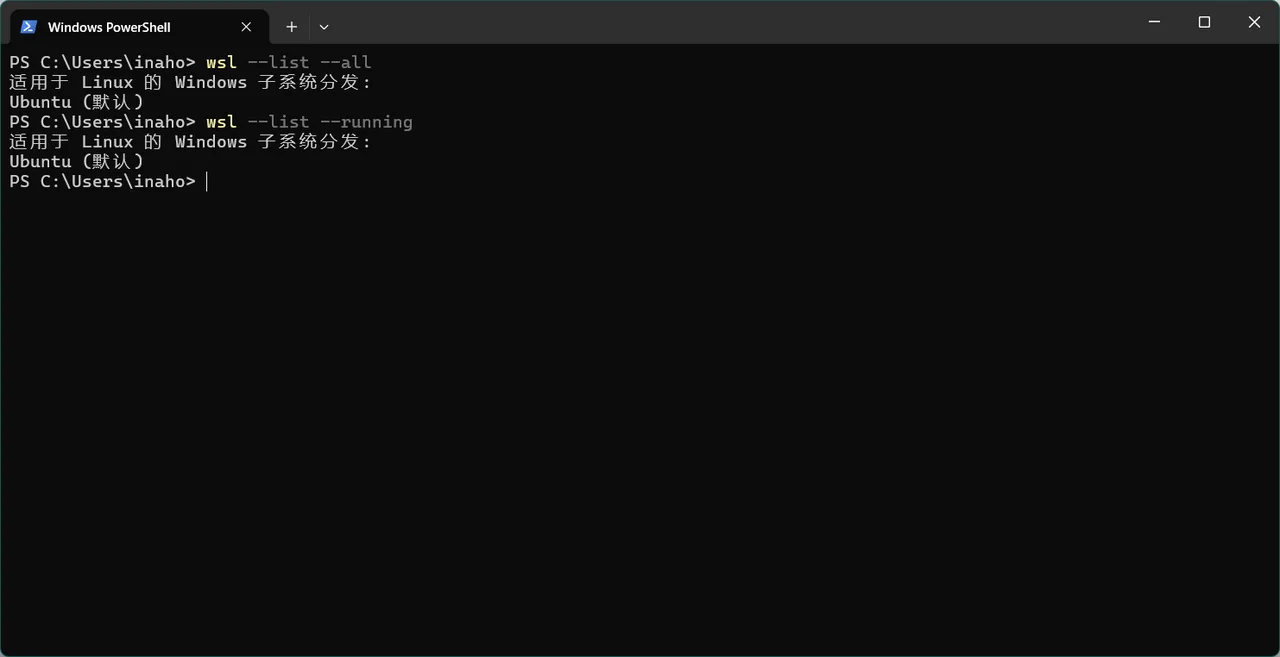 Windows PowerShell
PS C:\Users\inaho> wsl --list --all
适用于 Linux 的 Windows 子系统分发:
Ubuntu (默认)
PS C:\Users\inaho> wsl --list --running
适用于 Linux 的 Windows 子系统分发:
Ubuntu (默认)
PS C:\Users\inaho>